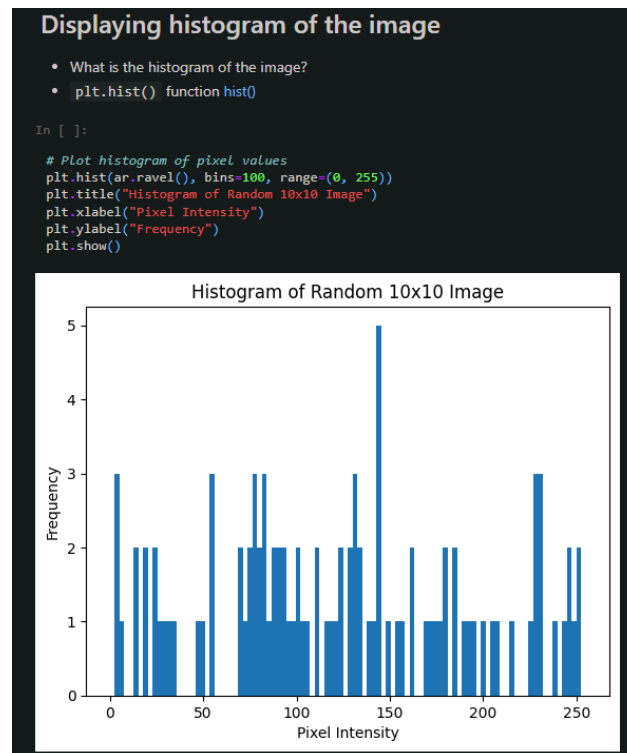 Displaying histogram of the image
• What is the histogram of the image?
• plt.hist() function hist()
In [ ]:
# Plot histogram of pixel values
plt.hist(ar.ravel(), bins=100, range=(0, 255))
plt.title("Histogram of Random 10x10 Image")
plt.xlabel("Pixel Intensity")
plt.ylabel("Frequency")
plt.show()
Histogram of Random 10x10 Image
5
4
3
2
1
0
Frequency
0 50 100 150 200 250
Pixel Intensity